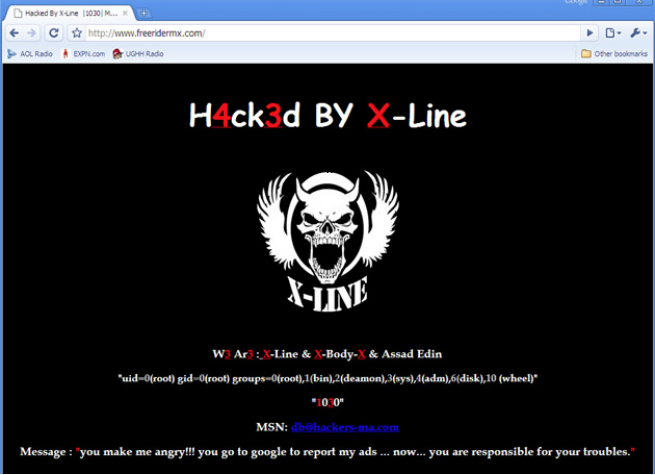 Google
Hacked By X-Line |1030| M...
http://www.freeridermx.com/
AOL Radio EXPN.com UGHH Radio Other bookmarks
H4ck3d BY X-Line
X-LINE
W3 Ar3 : X-Line & X-Body-X & Assad Edin
"uid=0(root) gid=0(root) groups=0(root),1(bin),2(deamon),3(sys),4(adm),6(disk),10 (wheel)"
"1030"
MSN: db@hackers-ma.com
Message : "you make me angry!!! you go to google to report my ads ... now... you are responsible for your troubles."